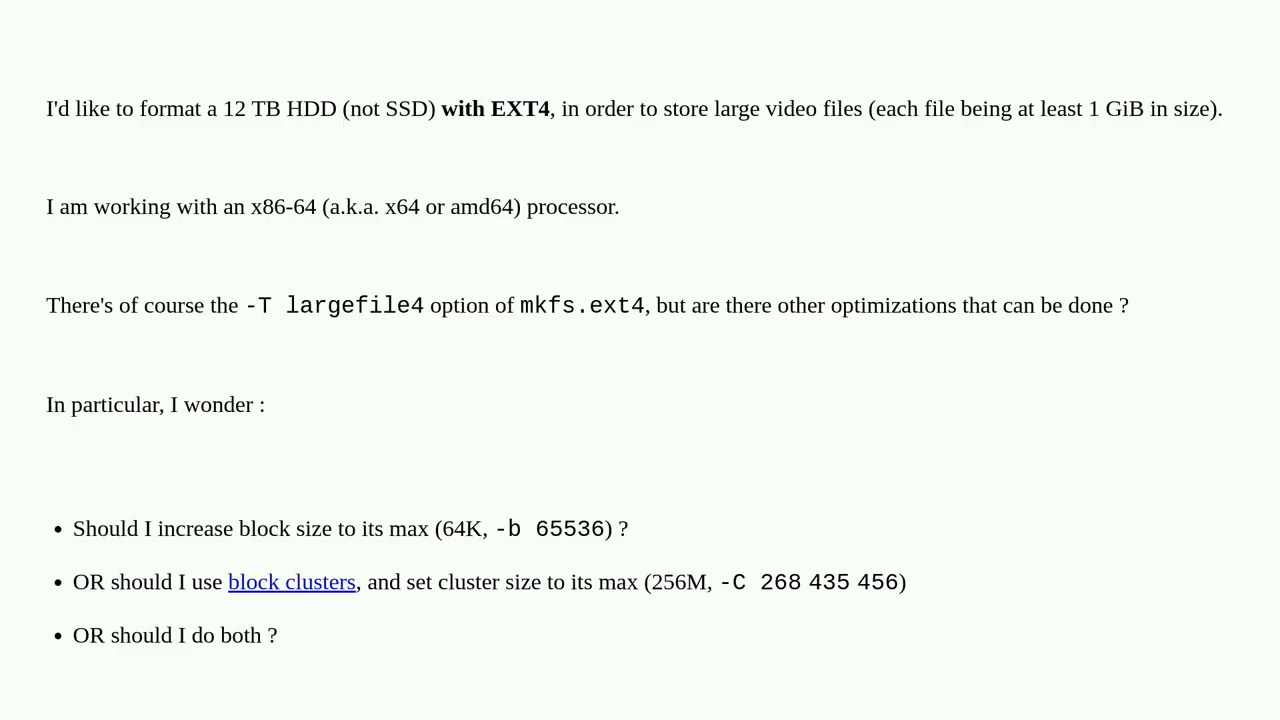 I'd like to format a 12 TB HDD (not SSD) with EXT4, in order to store large video files (each file being at least 1 GiB in size).
I am working with an x86-64 (a.k.a. x64 or amd64) processor.
There's of course the -T largefile4 option of mkfs.ext4, but are there other optimizations that can be done ?
In particular, I wonder :
• Should I increase block size to its max (64K, -b 65536) ?
• OR should I use block clusters, and set cluster size to its max (256M, -C 268 435 456)
• OR should I do both ?